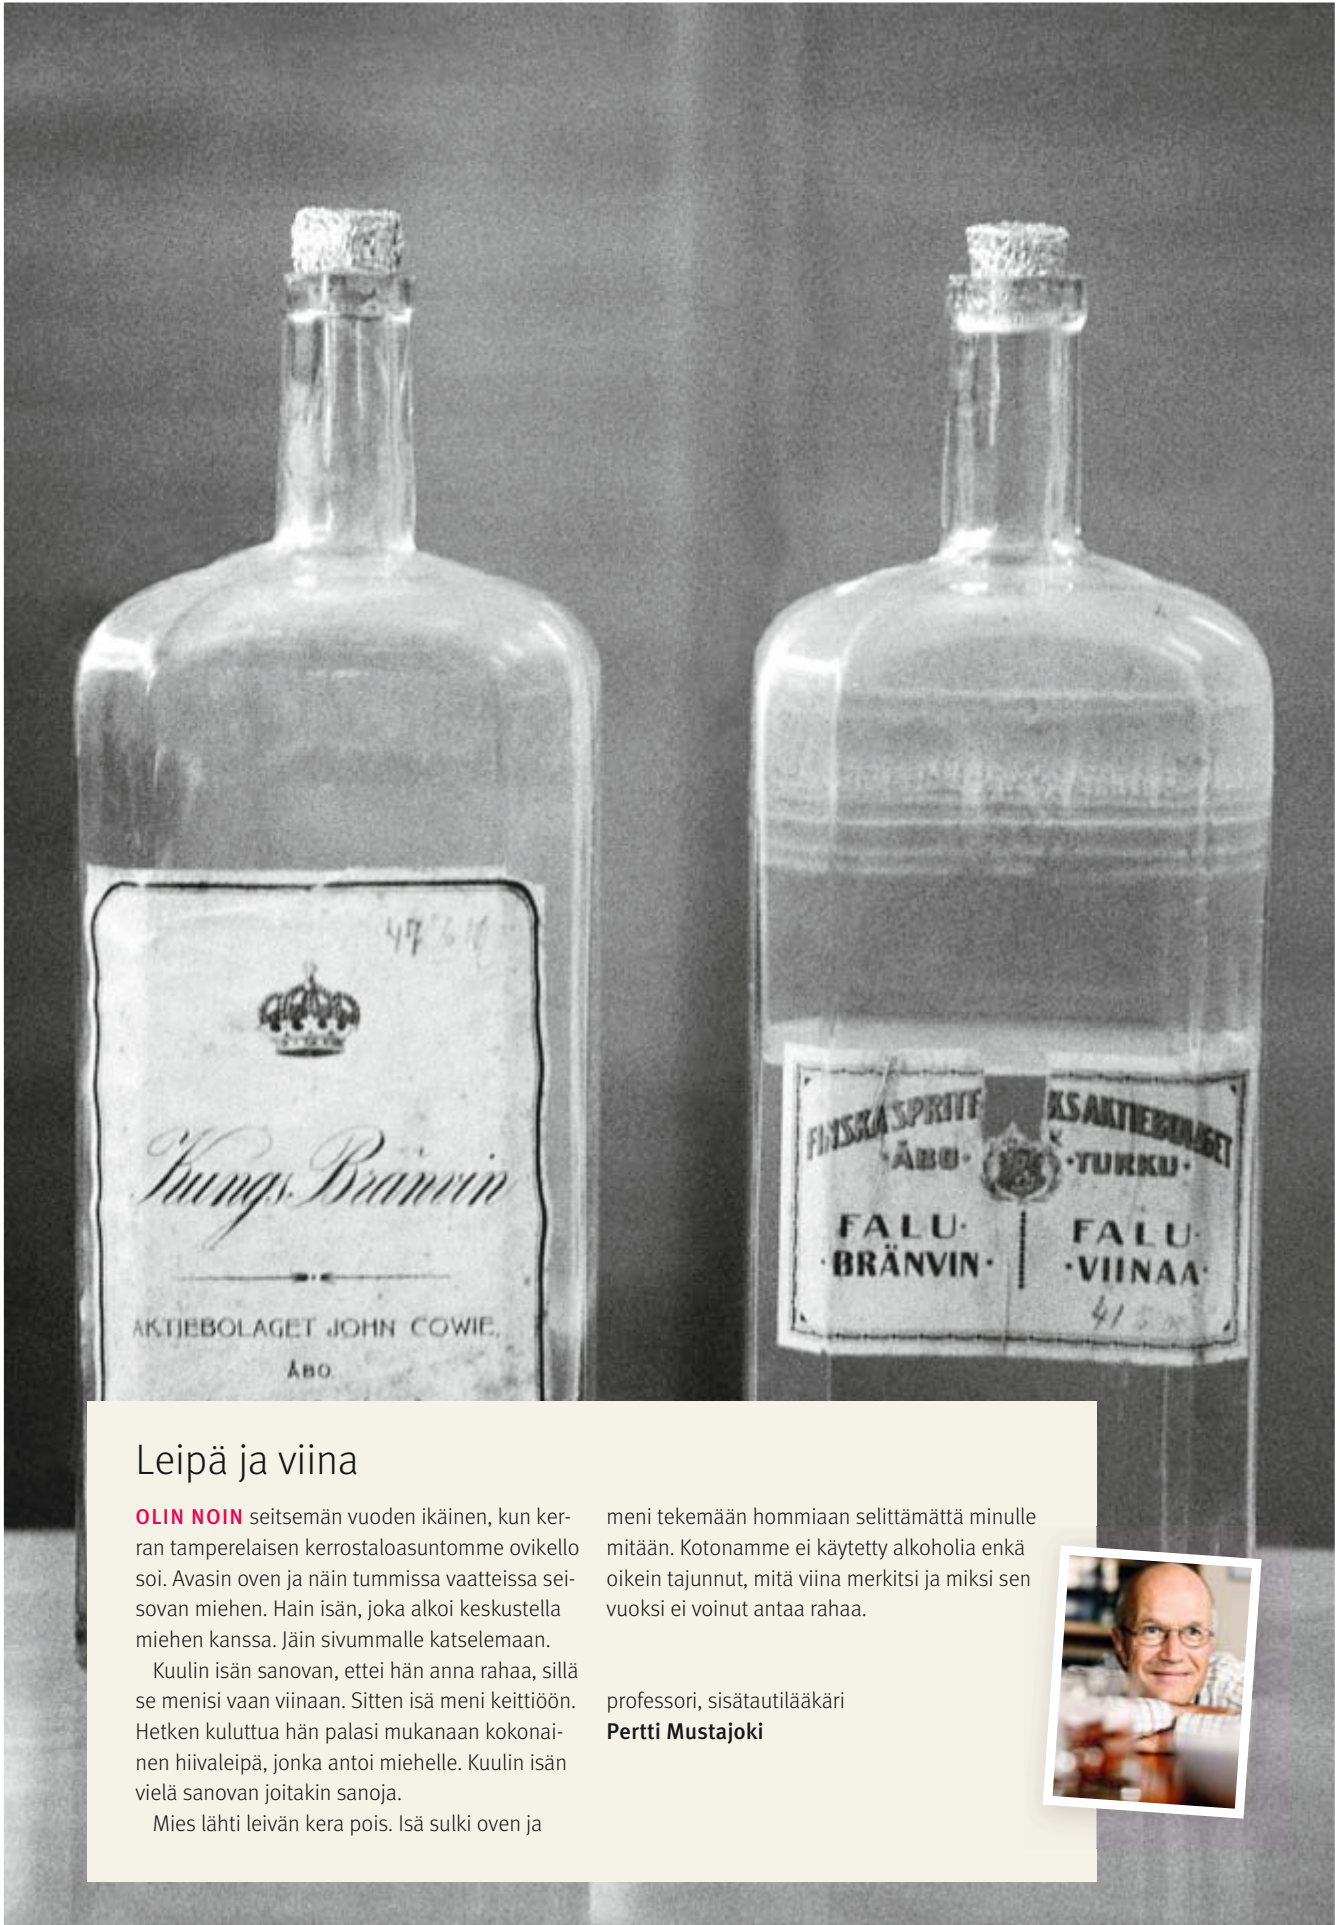 47
Kungs Bränvin
AKTIEBOLAGET JOHN COWIE.
ÅBO
ÅBO · TURKU ·
FALU · FALU ·
· BRÄNVIN · · VIINAA ·
41
Leipä ja viina
OLIN NOIN seitsemän vuoden ikäinen, kun ker-
ran tamperelaisen kerrostaloasuntomme ovikello
soi. Avasin oven ja näin tummissa vaatteissa sei-
sovan miehen. Hain isän, joka alkoi keskustella
miehen kanssa. Jäin sivummalle katselemaan.
Kuulin isän sanovan, ettei hän anna rahaa, sillä
se menisi vaan viinaan. Sitten isä meni keittiöön.
Hetken kuluttua hän palasi mukanaan kokonai-
nen hiivaleipä, jonka antoi miehelle. Kuulin isän
vielä sanovan joitakin sanoja.
Mies lähti leivän kera pois. Isä sulki oven ja
meni tekemään hommiaan selittämättä minulle
mitään. Kotonamme ei käytetty alkoholia enkä
oikein tajunnut, mitä viina merkitsi ja miksi sen
vuoksi ei voinut antaa rahaa.
professori, sisätautilääkäri
Pertti Mustajoki